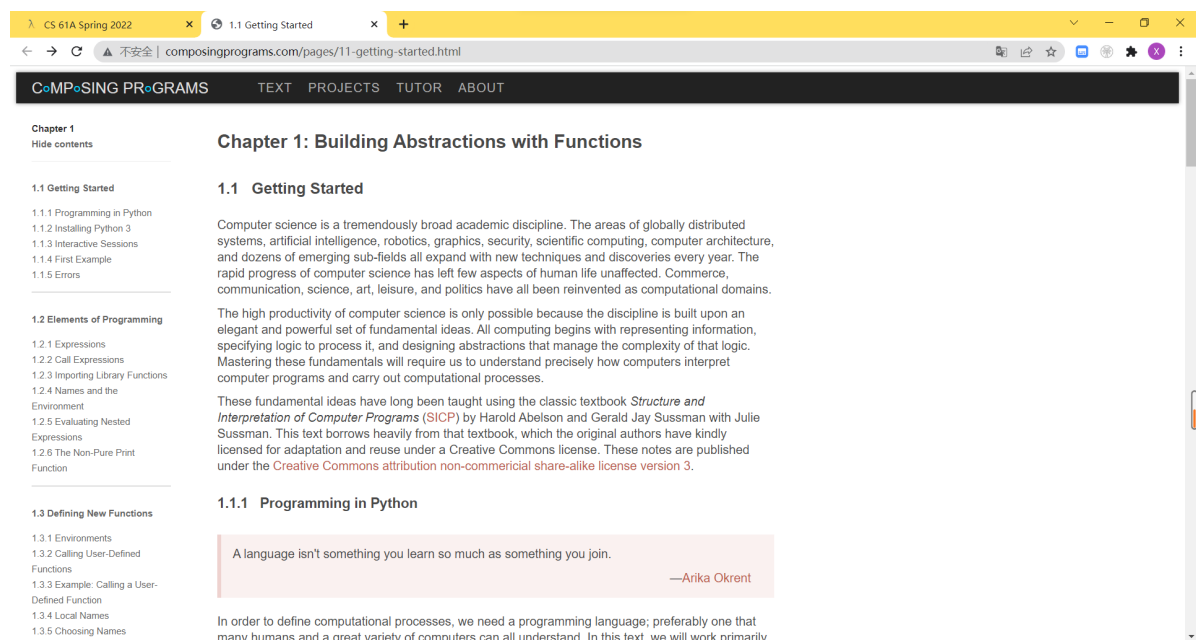 λ CS 61A Spring 2022
1.1 Getting Started
不安全 | composingprograms.com/pages/11-getting-started.html
X
CoMPoSING PRoGRAMS
TEXT PROJECTS TUTOR ABOUT
Chapter 1
Hide contents
1.1 Getting Started
1.1.1 Programming in Python
1.1.2 Installing Python 3
1.1.3 Interactive Sessions
1.1.4 First Example
1.1.5 Errors
1.2 Elements of Programming
1.2.1 Expressions
1.2.2 Call Expressions
1.2.3 Importing Library Functions
1.2.4 Names and the
Environment
1.2.5 Evaluating Nested
Expressions
1.2.6 The Non-Pure Print
Function
1.3 Defining New Functions
1.3.1 Environments
1.3.2 Calling User-Defined
Functions
1.3.3 Example: Calling a User-
Defined Function
1.3.4 Local Names
1.3.5 Choosing Names
Chapter 1: Building Abstractions with Functions
1.1 Getting Started
Computer science is a tremendously broad academic discipline. The areas of globally distributed
systems, artificial intelligence, robotics, graphics, security, scientific computing, computer architecture,
and dozens of emerging sub-fields all expand with new techniques and discoveries every year. The
rapid progress of computer science has left few aspects of human life unaffected. Commerce,
communication, science, art, leisure, and politics have all been reinvented as computational domains.
The high productivity of computer science is only possible because the discipline is built upon an
elegant and powerful set of fundamental ideas. All computing begins with representing information,
specifying logic to process it, and designing abstractions that manage the complexity of that logic.
Mastering these fundamentals will require us to understand precisely how computers interpret
computer programs and carry out computational processes.
These fundamental ideas have long been taught using the classic textbook Structure and
Interpretation of Computer Programs (SICP) by Harold Abelson and Gerald Jay Sussman with Julie
Sussman. This text borrows heavily from that textbook, which the original authors have kindly
licensed for adaptation and reuse under a Creative Commons license. These notes are published
under the Creative Commons attribution non-commericial share-alike license version 3.
1.1.1 Programming in Python
A language isn't something you learn so much as something you join.
—Arika Okrent
In order to define computational processes, we need a programming language; preferably one that
many humans and a great variety of computers can all understand. In this text, we will work primarily